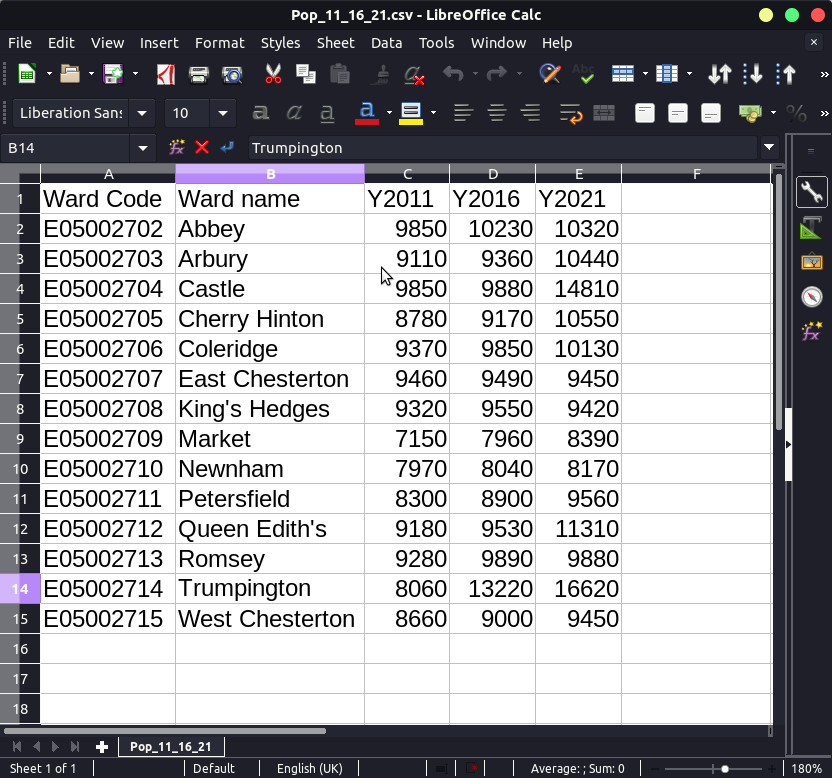 Pop_11_16_21.csv - LibreOffice Calc
File Edit View Insert Format Styles Sheet Data Tools Window Help
Liberation Sans 10
B14 Trumpington
A B C D E F
1 Ward Code Ward name Y2011 Y2016 Y2021
2 E05002702 Abbey 9850 10230 10320
3 E05002703 Arbury 9110 9360 10440
4 E05002704 Castle 9850 9880 14810
5 E05002705 Cherry Hinton 8780 9170 10550
6 E05002706 Coleridge 9370 9850 10130
7 E05002707 East Chesterton 9460 9490 9450
8 E05002708 King's Hedges 9320 9550 9420
9 E05002709 Market 7150 7960 8390
10 E05002710 Newnham 7970 8040 8170
11 E05002711 Petersfield 8300 8900 9560
12 E05002712 Queen Edith's 9180 9530 11310
13 E05002713 Romsey 9280 9890 9880
14 E05002714 Trumpington 8060 13220 16620
15 E05002715 West Chesterton 8660 9000 9450
16
17
18
Pop_11_16_21
Sheet 1 of 1 Default English (UK) Average: ; Sum: 0 180%